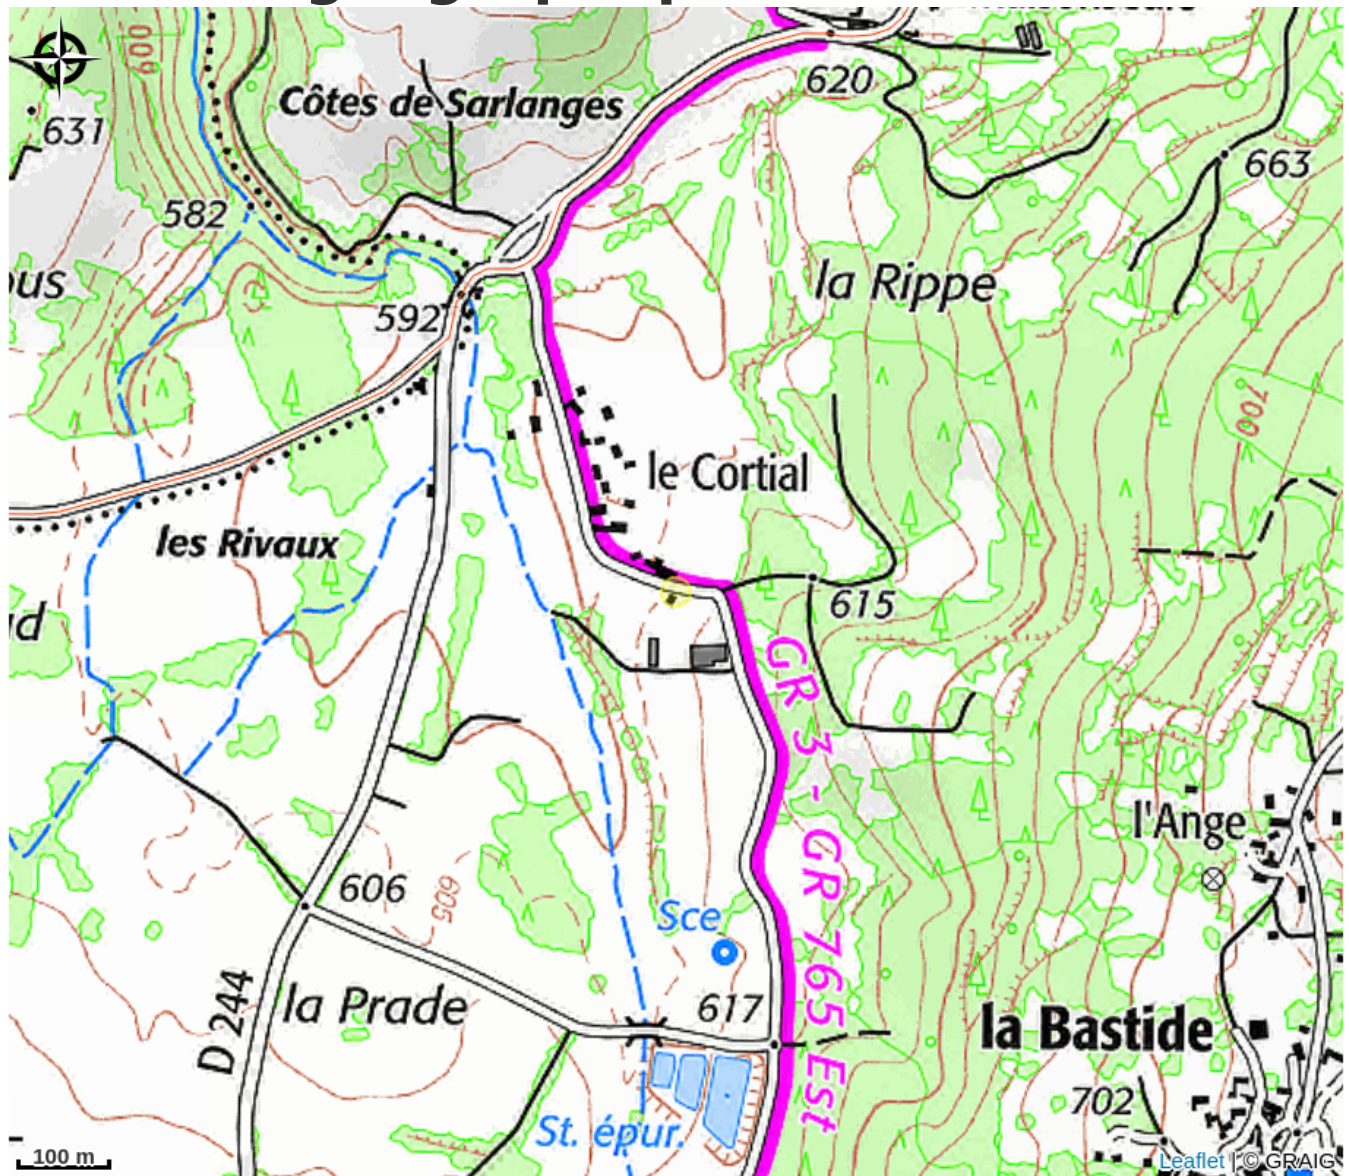 600
Côtes de Sarlanges
620
631
663
582
la Rippe
592
700
le Cortial
les Rivaux
615
GR 3 - GR 765 Est
l'Ange
606
605
Sce
D 244
la Prade
617
la Bastide
702
St. épur.
100 m
Leaflet | © GRAIG